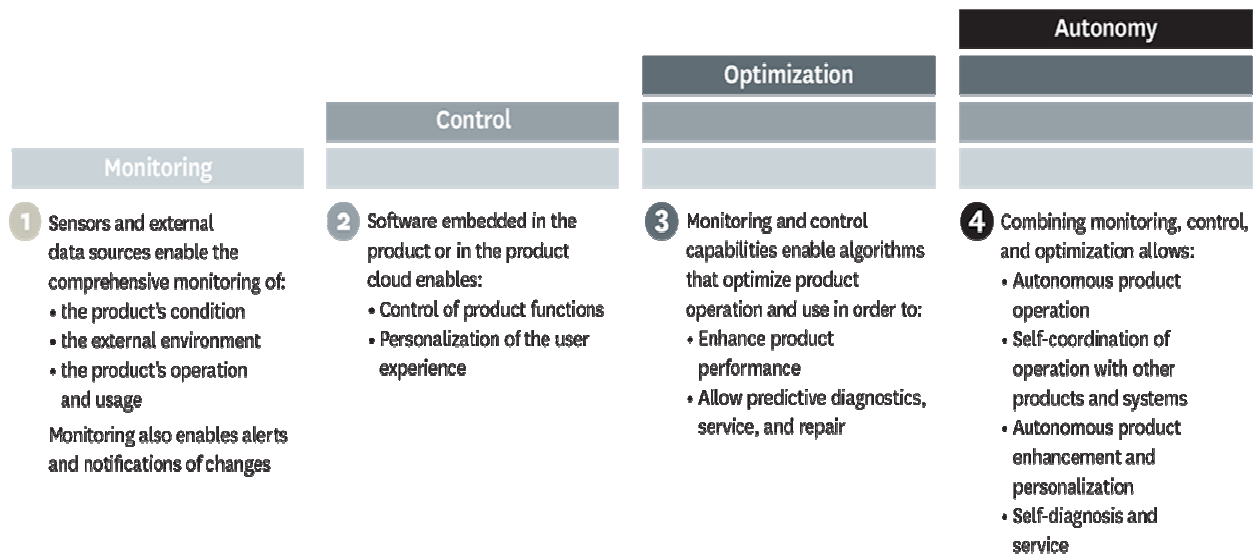 Monitoring
1 Sensors and external
data sources enable the
comprehensive monitoring of:
• the product's condition
• the external environment
• the product's operation
and usage
Monitoring also enables alerts
and notifications of changes
Control
2 Software embedded in the
product or in the product
cloud enables:
• Control of product functions
• Personalization of the user
experience
Optimization
3 Monitoring and control
capabilities enable algorithms
that optimize product
operation and use in order to:
• Enhance product
performance
• Allow predictive diagnostics,
service, and repair
Autonomy
4 Combining monitoring, control,
and optimization allows:
• Autonomous product
operation
• Self-coordination of
operation with other
products and systems
• Autonomous product
enhancement and
personalization
• Self-diagnosis and
service